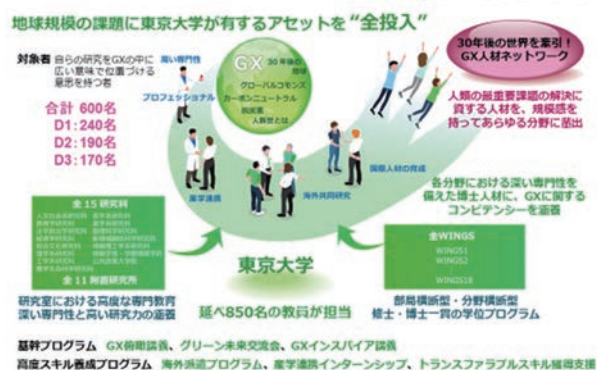 地球規模の課題に東京大学が有するアセットを“全投入”
30年後の世界を牽引！
GX人材ネットワーク
対象者 自らの研究をGXの中に
広い意味で位置づける
意思を持つ者
高い専門性
プロフェッショナル
GX 30年後の
地球
グローバルコモンズ
カーボンニュートラル
脱炭素
人新世とは
合計 600名
D1：240名
D2：190名
D3：170名
人類の最重要課題の解決に
資する人材を、規模感を
持ってあらゆる分野に輩出
国際人材の育成
産学連携
海外共同研究
各分野における深い専門性を
備えた博士人材に、GXに関する
コンピテンシーを涵養
全15研究科
全11附置研究所
東京大学
全WINGS
WINGS1
WINGS2
WINGS18
研究室における高度な専門教育
深い専門性と高い研究力の涵養
延べ850名の教員が担当
部局横断型・分野横断型
修士・博士一貫の学位プログラム
基幹プログラム GX俯瞰講義、グリーン未来交流会、GXインスパイア講義
高度スキル養成プログラム 海外派遣プログラム、産学連携インターンシップ、トランスファラブルスキル獲得支援